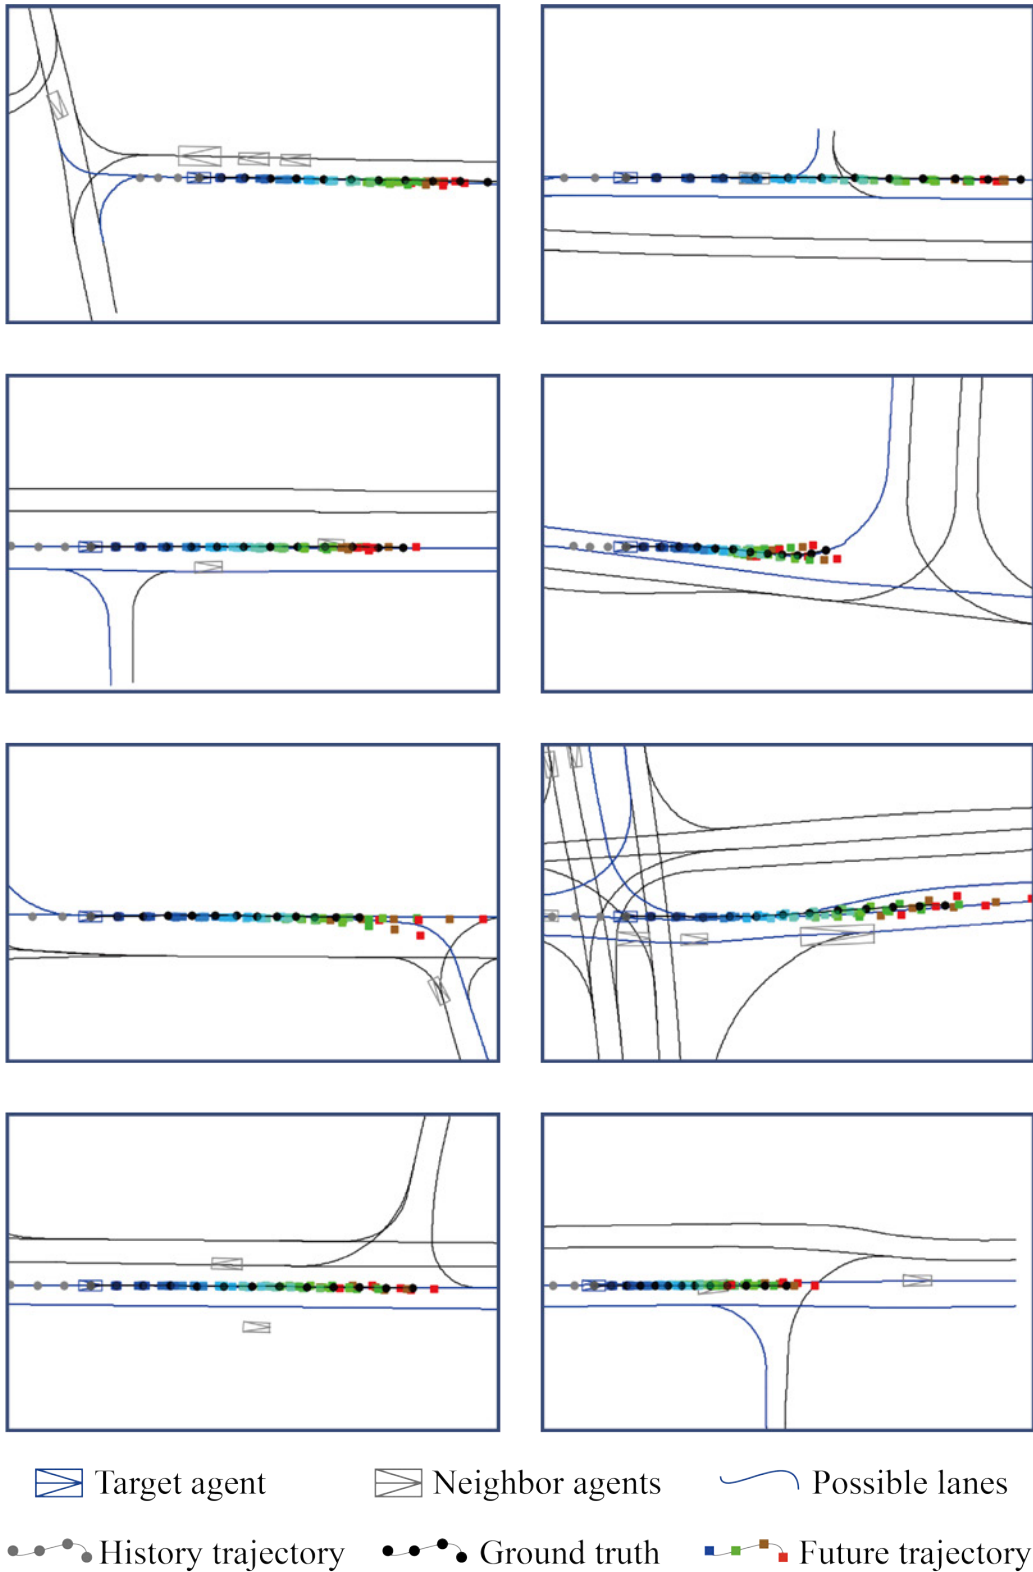 Target agent Neighbor agents Possible lanes
History trajectory Ground truth Future trajectory